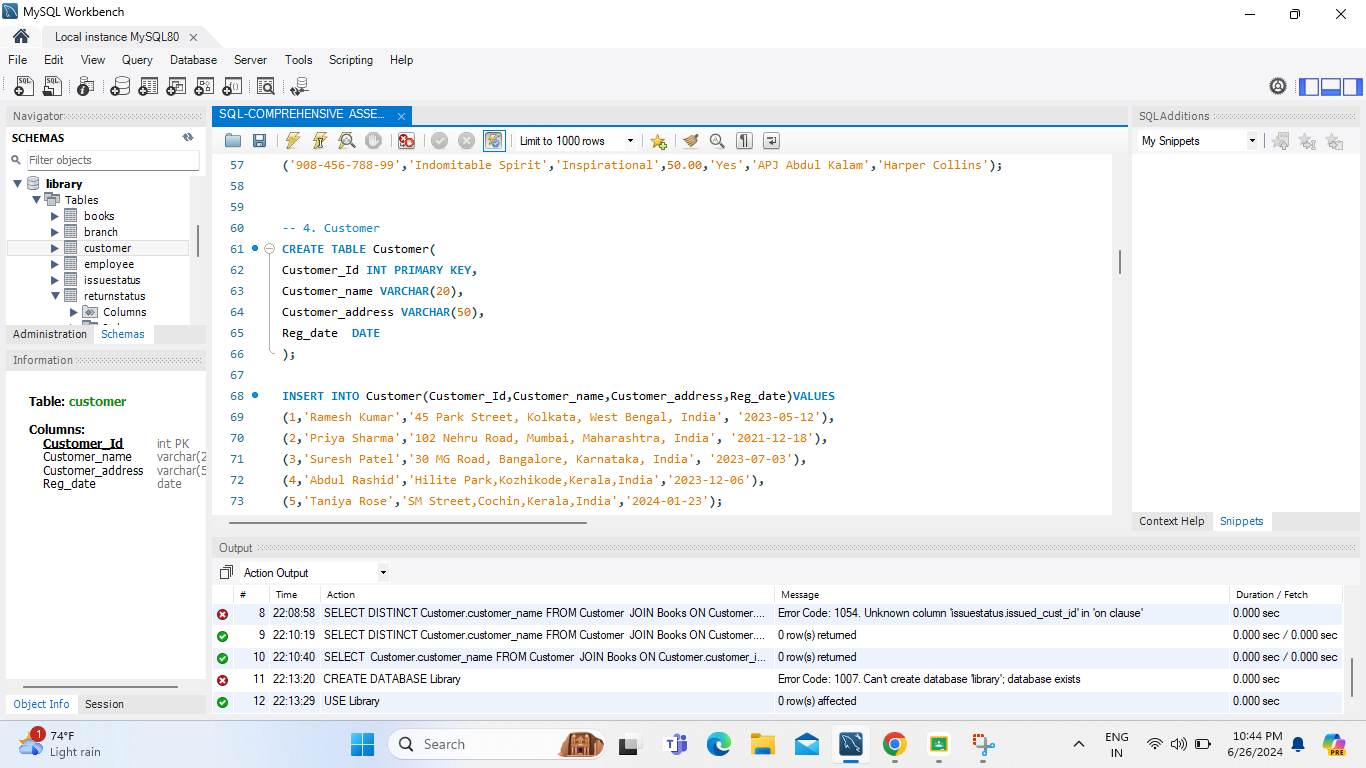 MySQL Workbench
Local instance MySQL80
File Edit View Query Database Server Tools Scripting Help
Navigator
SCHEMAS
Filter objects
library
Tables
books
branch
customer
employee
issuestatus
returnstatus
Columns
Administration Schemas
Information
Table: customer
Columns:
Customer_Id int PK
Customer_name varchar(2
Customer_address varchar(5
Reg_date date
Object Info Session
SQL-COMPREHENSIVE ASSE...
Limit to 1000 rows
57 ('908-456-788-99','Indomitable Spirit','Inspirational',50.00,'Yes','APJ Abdul Kalam','Harper Collins');
58
59
60 -- 4. Customer
61 CREATE TABLE Customer(
62 Customer_Id INT PRIMARY KEY,
63 Customer_name VARCHAR(20),
64 Customer_address VARCHAR(50),
65 Reg_date DATE
66 );
67
68 INSERT INTO Customer(Customer_Id,Customer_name,Customer_address,Reg_date)VALUES
69 (1,'Ramesh Kumar','45 Park Street, Kolkata, West Bengal, India', '2023-05-12'),
70 (2,'Priya Sharma','102 Nehru Road, Mumbai, Maharashtra, India', '2021-12-18'),
71 (3,'Suresh Patel','30 MG Road, Bangalore, Karnataka, India', '2023-07-03'),
72 (4,'Abdul Rashid','Hilite Park,Kozhikode,Kerala,India','2023-12-06'),
73 (5,'Taniya Rose','SM Street,Cochin,Kerala,India','2024-01-23');
SQLAdditions
My Snippets
Context Help Snippets
Output
Action Output
# Time Action Message Duration / Fetch
8 22:08:58 SELECT DISTINCT Customer.customer_name FROM Customer JOIN Books ON Customer.... Error Code: 1054. Unknown column 'issuestatus.issued_cust_id' in 'on clause' 0.000 sec
9 22:10:19 SELECT DISTINCT Customer.customer_name FROM Customer JOIN Books ON Customer.... 0 row(s) returned 0.000 sec / 0.000 sec
10 22:10:40 SELECT Customer.customer_name FROM Customer JOIN Books ON Customer.customer_i... 0 row(s) returned 0.000 sec / 0.000 sec
11 22:13:20 CREATE DATABASE Library Error Code: 1007. Can't create database 'library'; database exists 0.000 sec
12 22:13:29 USE Library 0 row(s) affected 0.000 sec
1
74°F
Light rain
Search
ENG
IN
10:44 PM
6/26/2024
PRE